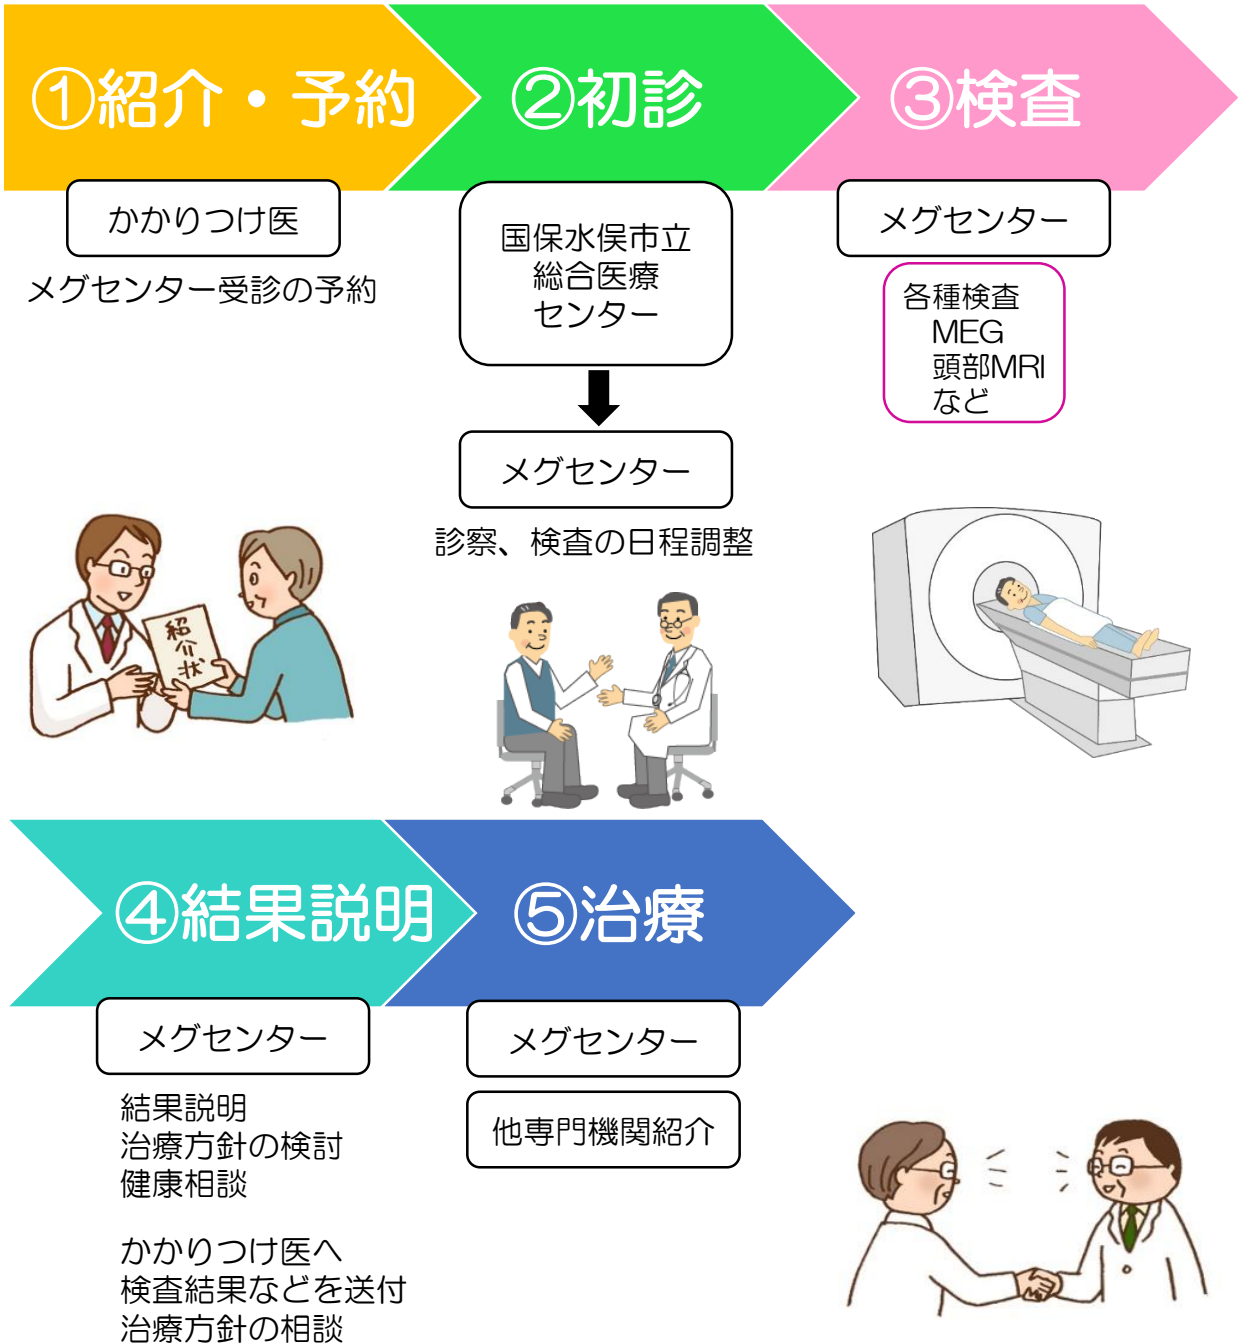 ①紹介・予約
②初診
③検査
かかりつけ医
メグセンター受診の予約
国保水俣市立
総合医療
センター
メグセンター
診察、検査の日程調整
メグセンター
各種検査
MEG
頭部MRI
など
紹介状
④結果説明
⑤治療
メグセンター
結果説明
治療方針の検討
健康相談
かかりつけ医へ
検査結果などを送付
治療方針の相談
メグセンター
他専門機関紹介